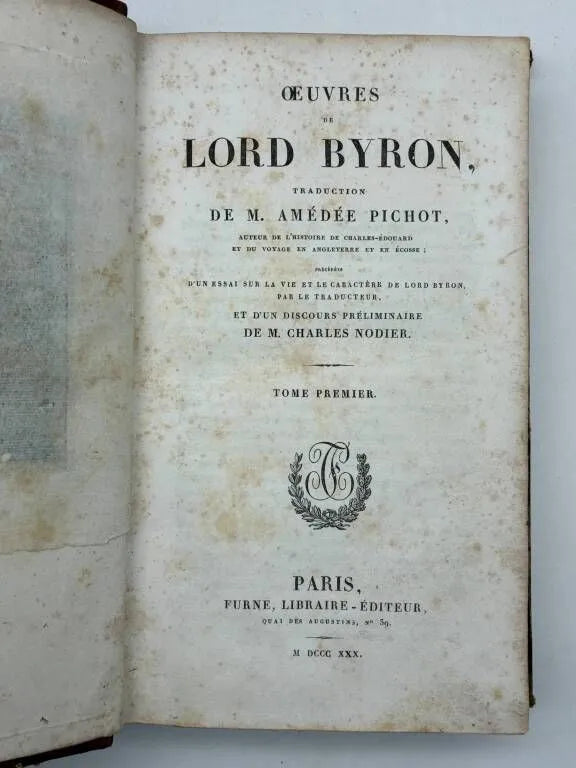 ŒUVRES
DE
LORD BYRON,
TRADUCTION
DE M. AMÉDÉE PICHOT,
AUTEUR DE L'HISTOIRE DE CHARLES-ÉDOUARD
ET DU VOYAGE EN ANGLETERRE ET EN ÉCOSSE;
PRÉCÉDÉES
D'UN ESSAI SUR LA VIE ET LE CARACTÈRE DE LORD BYRON,
PAR LE TRADUCTEUR,
ET D'UN DISCOURS PRÉLIMINAIRE
DE M. CHARLES NODIER.
TOME PREMIER.
PARIS,
FURNE, LIBRAIRE-ÉDITEUR,
QUAI DES AUGUSTINS, Nº 39.
M DCCC XXX.